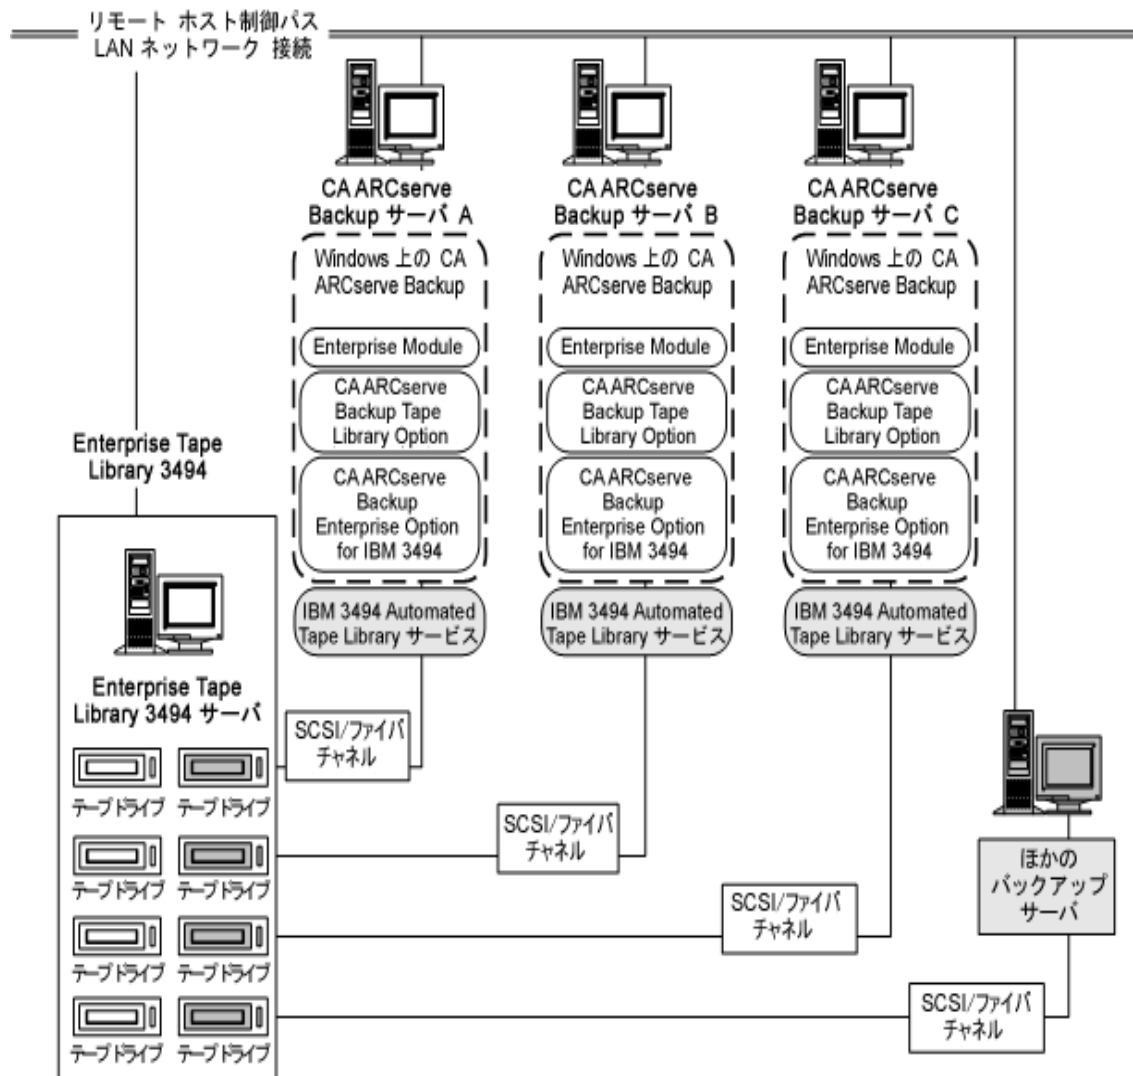 リモート ホスト制御パス
LAN ネットワーク 接続
CA ARCserve
Backup サーバ A
CA ARCserve
Backup サーバ B
CA ARCserve
Backup サーバ C
Windows 上の CA
ARCserve Backup
Enterprise Module
CA ARCserve
Backup Tape
Library Option
CA ARCserve
Backup
Enterprise Option
for IBM 3494
IBM 3494 Automated
Tape Library サービス
Windows 上の CA
ARCserve Backup
Enterprise Module
CA ARCserve
Backup Tape
Library Option
CA ARCserve
Backup
Enterprise Option
for IBM 3494
IBM 3494 Automated
Tape Library サービス
Windows 上の CA
ARCserve Backup
Enterprise Module
CA ARCserve
Backup Tape
Library Option
CA ARCserve
Backup
Enterprise Option
for IBM 3494
IBM 3494 Automated
Tape Library サービス
Enterprise Tape
Library 3494
Enterprise Tape
Library 3494 サーバ
テープドライブ テープドライブ
テープドライブ テープドライブ
テープドライブ テープドライブ
テープドライブ テープドライブ
SCSI/ファイバ
チャネル
SCSI/ファイバ
チャネル
SCSI/ファイバ
チャネル
SCSI/ファイバ
チャネル
ほかの
バックアップ
サーバ